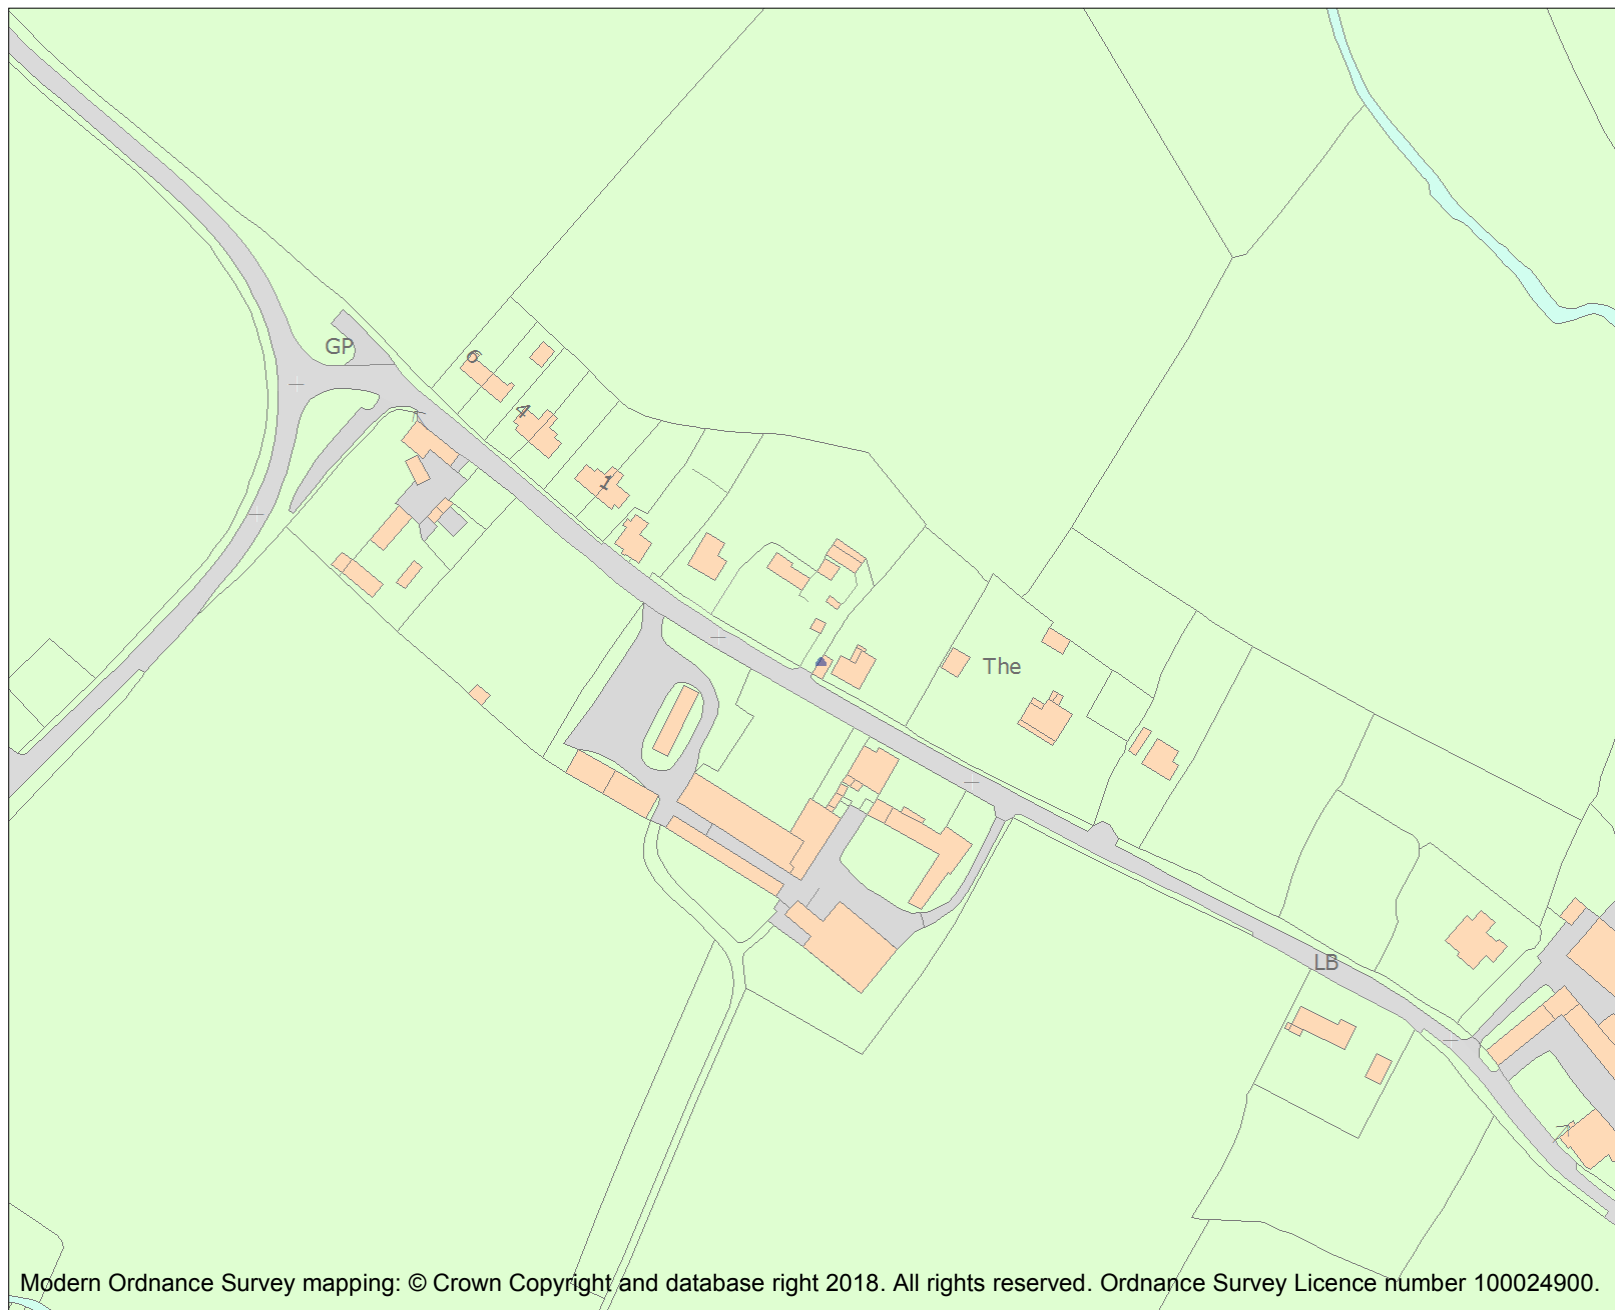 GP
6
4
1
The
LB
Modern Ordnance Survey mapping: © Crown Copyright and database right 2018. All rights reserved. Ordnance Survey Licence number 100024900.